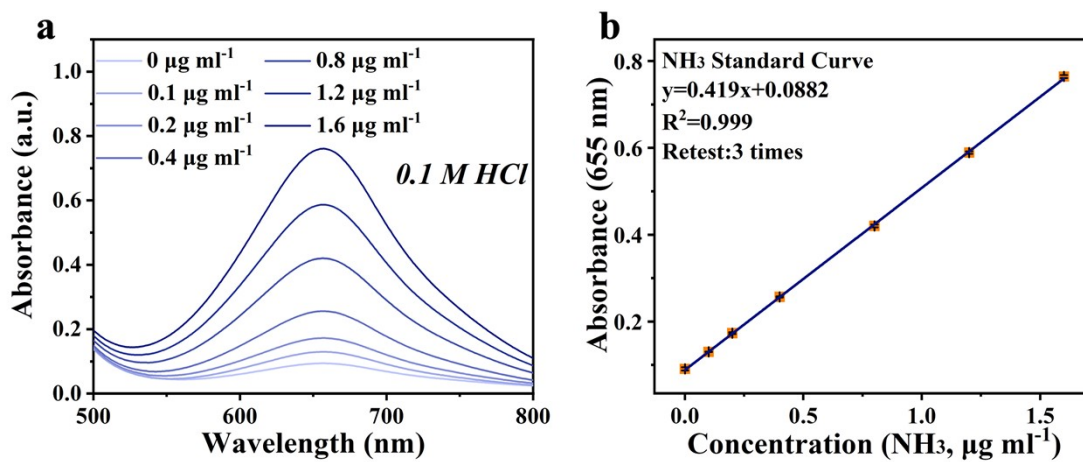 a
Absorbance (a.u.)
1.0
0.8
0.6
0.4
0.2
0.0
0 μg ml⁻¹
0.1 μg ml⁻¹
0.2 μg ml⁻¹
0.4 μg ml⁻¹
0.8 μg ml⁻¹
1.2 μg ml⁻¹
1.6 μg ml⁻¹
0.1 M HCl
500 600 700 800
Wavelength (nm)
b
Absorbance (655 nm)
0.8
0.6
0.4
0.2
NH₃ Standard Curve
y=0.419x+0.0882
R²=0.999
Retest:3 times
0.0 0.5 1.0 1.5
Concentration (NH₃, μg ml⁻¹)